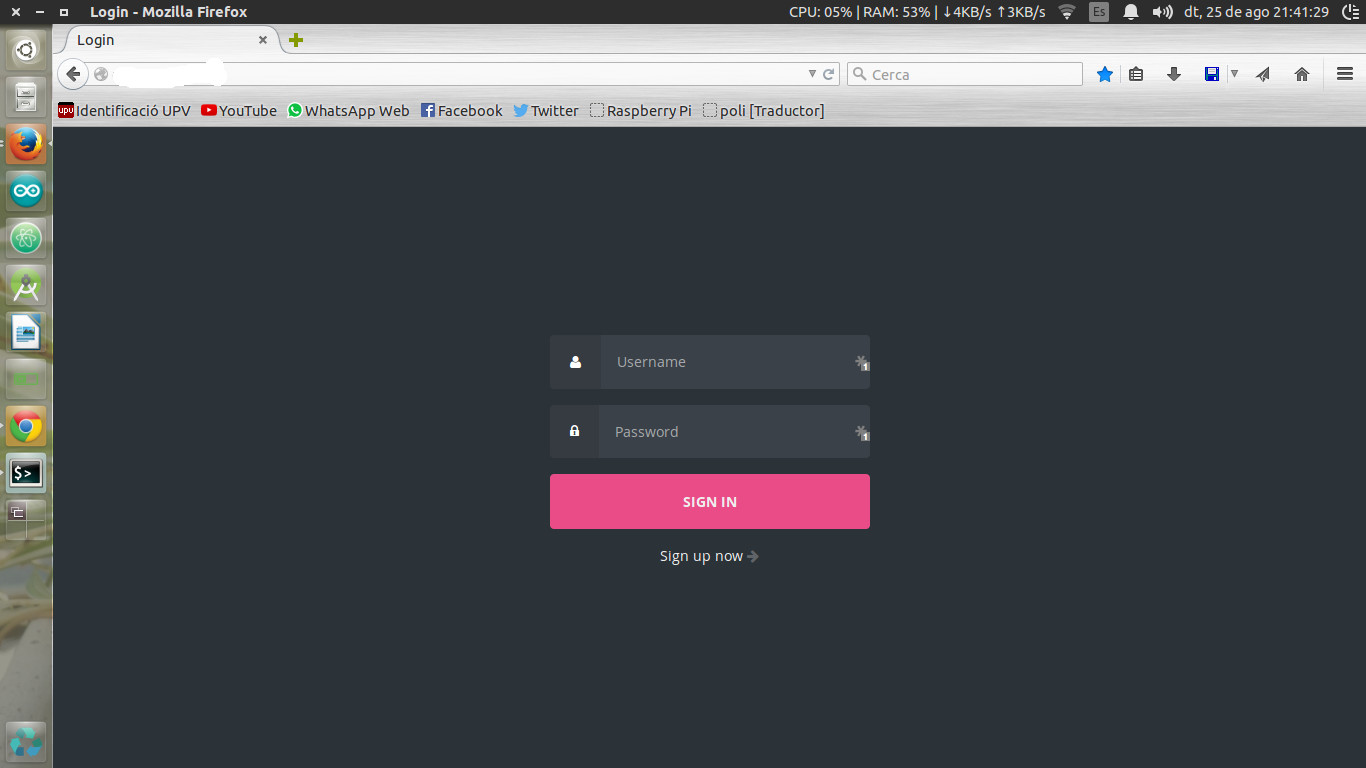 Login - Mozilla Firefox
CPU: 05% | RAM: 53% | ↓4KB/s ↑3KB/s
Es
dt, 25 de ago 21:41:29
Login
Cerca
upv Identificació UPV YouTube WhatsApp Web Facebook Twitter Raspberry Pi poli [Traductor]
Username
1
Password
1
SIGN IN
Sign up now
$>